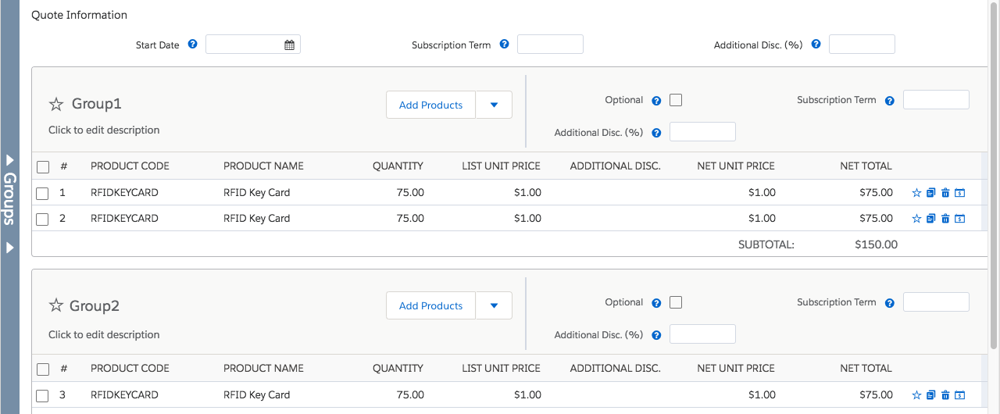 Quote Information
Start Date ? Subscription Term ? Additional Disc. (%) ?
Groups
Group1 Add Products Optional ? Subscription Term ?
Click to edit description Additional Disc. (%) ?
# PRODUCT CODE PRODUCT NAME QUANTITY LIST UNIT PRICE ADDITIONAL DISC. NET UNIT PRICE NET TOTAL
1 RFIDKEYCARD RFID Key Card 75.00 $1.00 $1.00 $75.00
2 RFIDKEYCARD RFID Key Card 75.00 $1.00 $1.00 $75.00
SUBTOTAL: $150.00
Group2 Add Products Optional ? Subscription Term ?
Click to edit description Additional Disc. (%) ?
# PRODUCT CODE PRODUCT NAME QUANTITY LIST UNIT PRICE ADDITIONAL DISC. NET UNIT PRICE NET TOTAL
3 RFIDKEYCARD RFID Key Card 75.00 $1.00 $1.00 $75.00